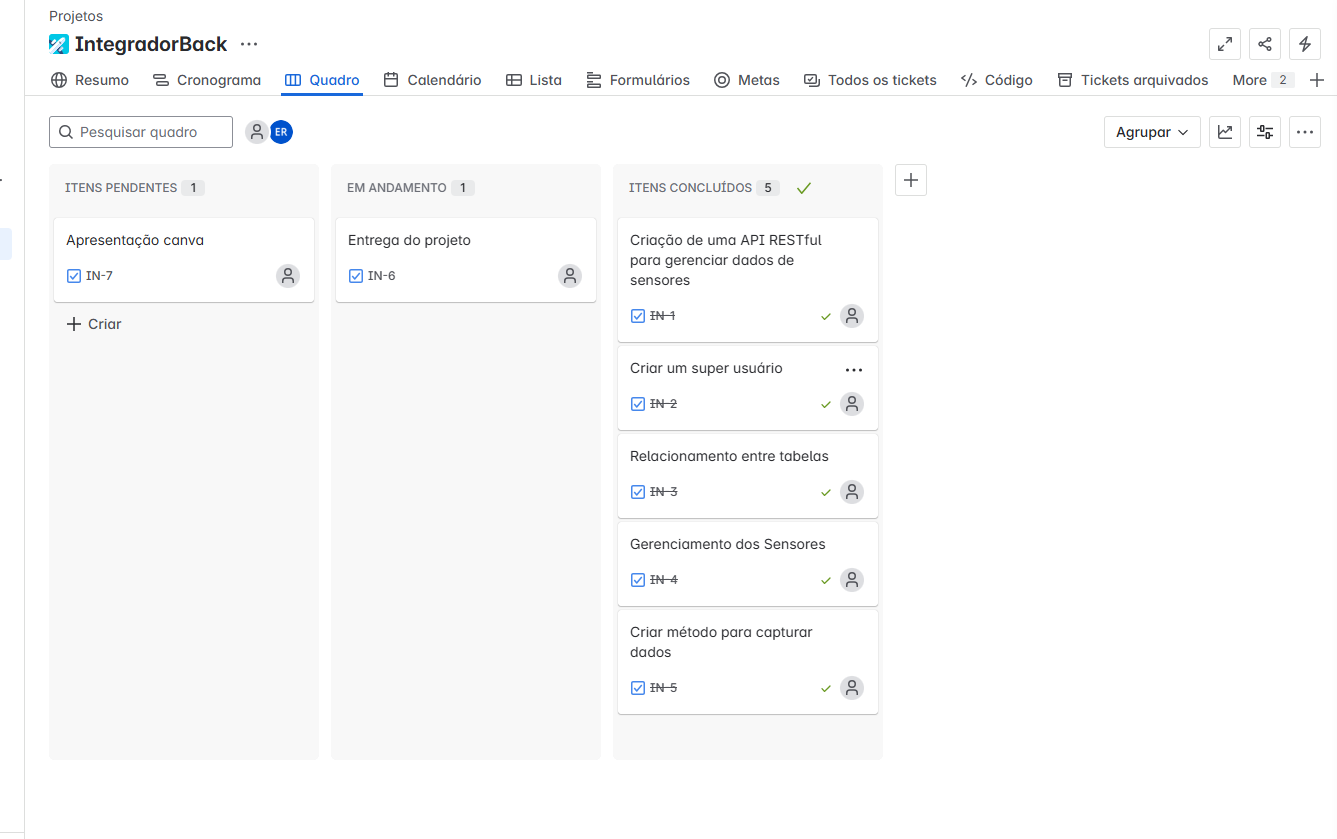 Projetos
IntegradorBack
Resumo
Cronograma
Quadro
Calendário
Lista
Formulários
Metas
Todos os tickets
Código
Tickets arquivados
More 2
Pesquisar quadro
ER
Agrupar
ITENS PENDENTES 1
Apresentação canva
IN-7
Criar
EM ANDAMENTO 1
Entrega do projeto
IN-6
ITENS CONCLUÍDOS 5
Criação de uma API RESTful
para gerenciar dados de
sensores
IN-1
Criar um super usuário
IN-2
Relacionamento entre tabelas
IN-3
Gerenciamento dos Sensores
IN-4
Criar método para capturar
dados
IN-5